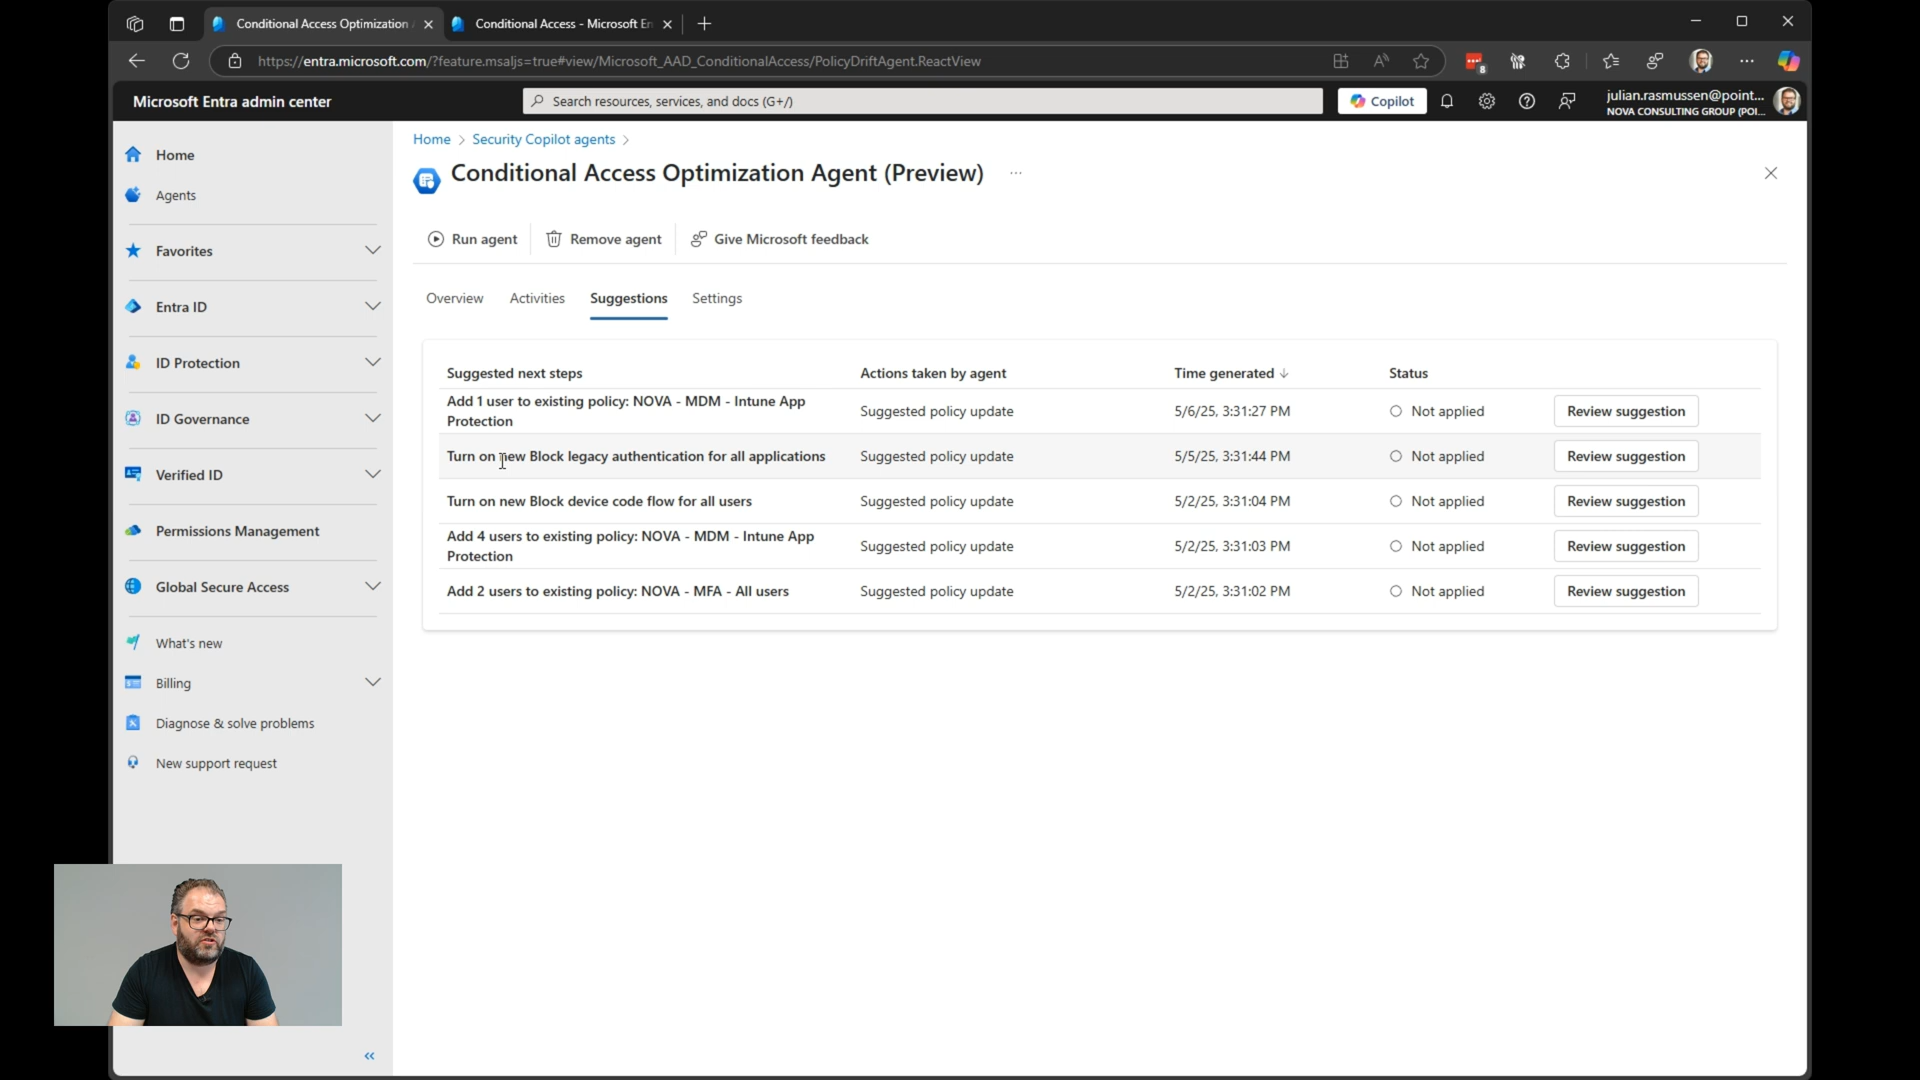 Conditional Access Optimization
Conditional Access - Microsoft En
https://entra.microsoft.com/?feature.msaljs=true#view/Microsoft_AAD_ConditionalAccess/PolicyDriftAgent.ReactView
8
Microsoft Entra admin center
Search resources, services, and docs (G+/)
Copilot
julian.rasmussen@point...
NOVA CONSULTING GROUP (POI...
Home
Agents
Favorites
Entra ID
ID Protection
ID Governance
Verified ID
Permissions Management
Global Secure Access
What's new
Billing
Diagnose & solve problems
New support request
Home > Security Copilot agents >
Conditional Access Optimization Agent (Preview) ...
Run agent Remove agent Give Microsoft feedback
Overview Activities Suggestions Settings
Suggested next steps Actions taken by agent Time generated ↓ Status
Add 1 user to existing policy: NOVA - MDM - Intune App
Protection Suggested policy update 5/6/25, 3:31:27 PM Not applied Review suggestion
Turn on new Block legacy authentication for all applications Suggested policy update 5/5/25, 3:31:44 PM Not applied Review suggestion
Turn on new Block device code flow for all users Suggested policy update 5/2/25, 3:31:04 PM Not applied Review suggestion
Add 4 users to existing policy: NOVA - MDM - Intune App
Protection Suggested policy update 5/2/25, 3:31:03 PM Not applied Review suggestion
Add 2 users to existing policy: NOVA - MFA - All users Suggested policy update 5/2/25, 3:31:02 PM Not applied Review suggestion